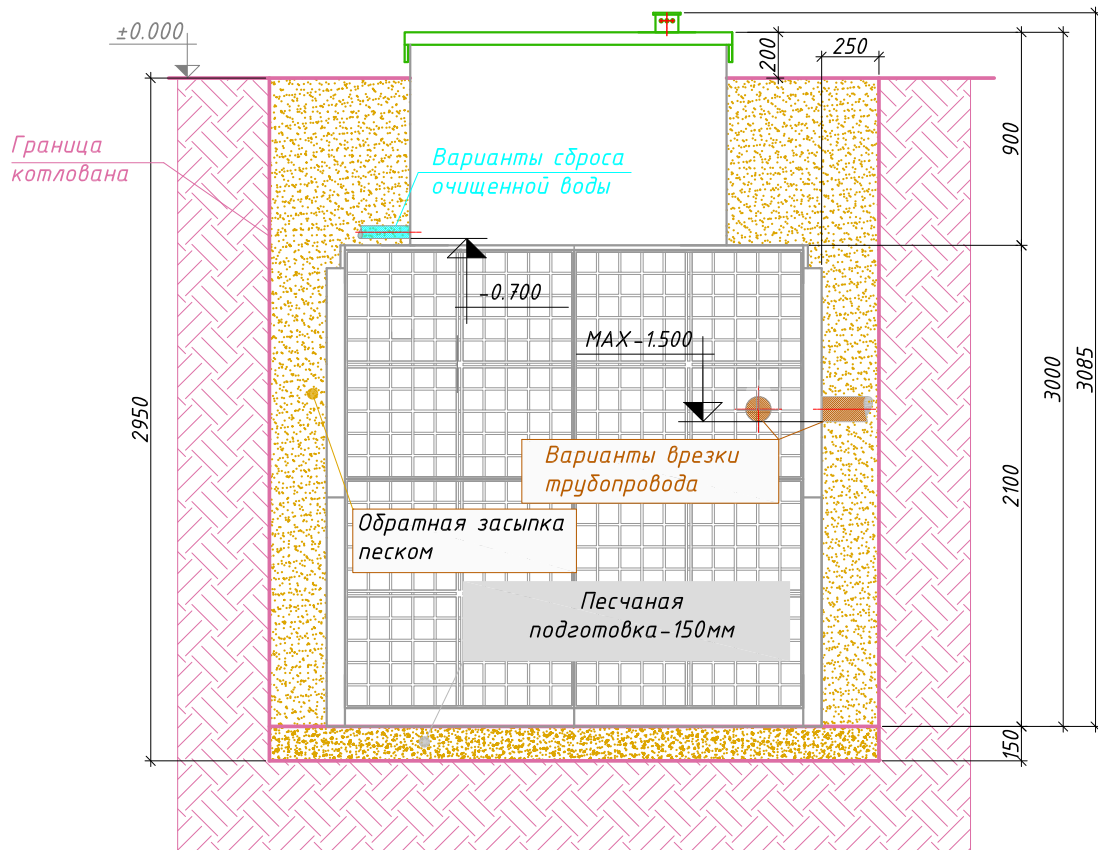 ±0.000
200
250
Граница
котлована
900
Варианты сброса
очищенной воды
-0.700
MAX-1.500
3000
3085
2950
Варианты врезки
трубопровода
2100
Обратная засыпка
песком
Песчаная
подготовка-150мм
150